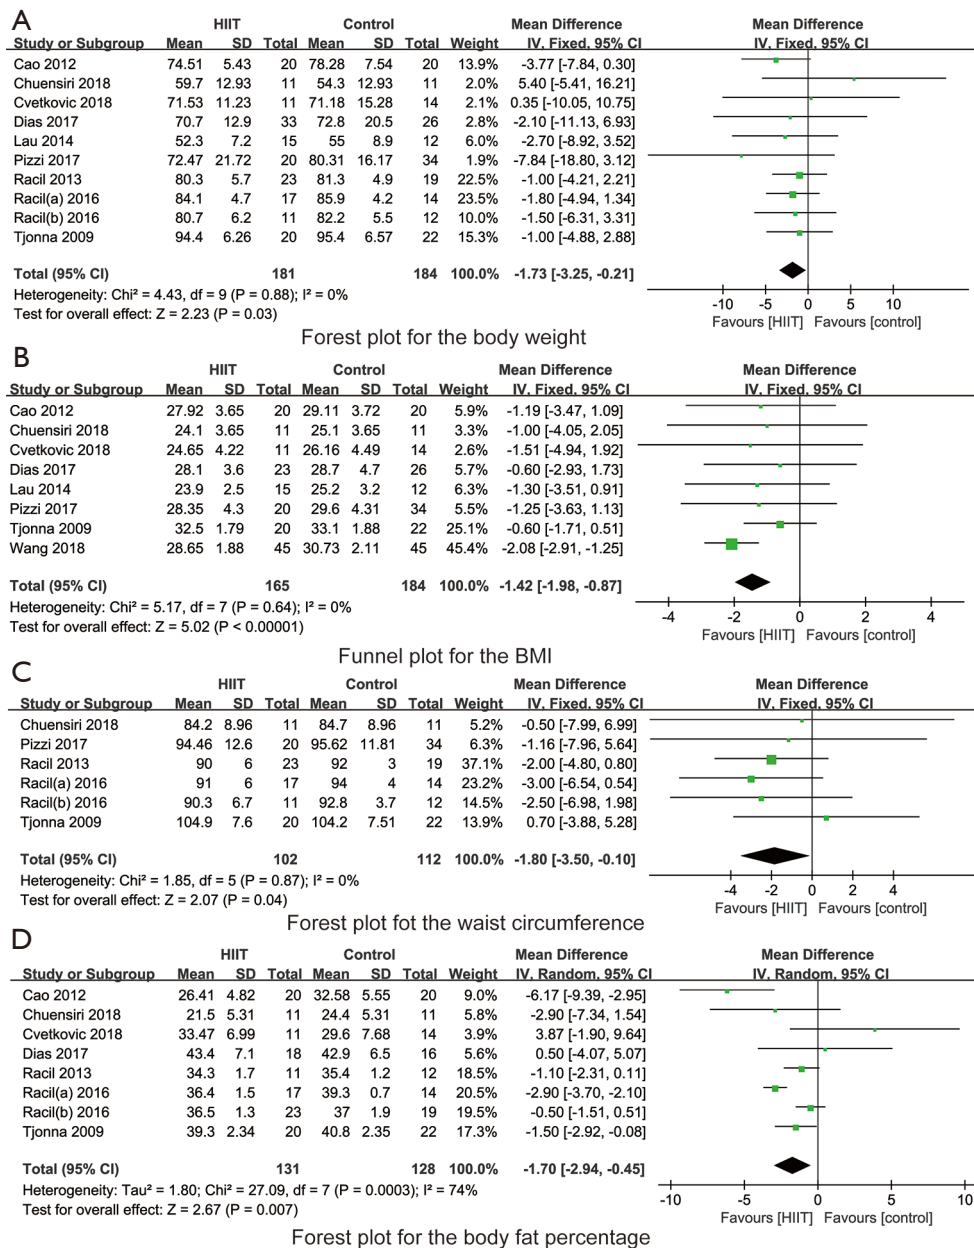 A
HIIT Control Mean Difference Mean Difference
Study or Subgroup Mean SD Total Mean SD Total Weight IV, Fixed, 95% CI IV, Fixed, 95% CI
Cao 2012 74.51 5.43 20 78.28 7.54 20 13.9% -3.77 [-7.84, 0.30]
Chuensiri 2018 59.7 12.93 11 54.3 12.93 11 2.0% 5.40 [-5.41, 16.21]
Cvetkovic 2018 71.53 11.23 11 71.18 15.28 14 2.1% 0.35 [-10.05, 10.75]
Dias 2017 70.7 12.9 33 72.8 20.5 26 2.8% -2.10 [-11.13, 6.93]
Lau 2014 52.3 7.2 15 55 8.9 12 6.0% -2.70 [-8.92, 3.52]
Pizzi 2017 72.47 21.72 20 80.31 16.17 34 1.9% -7.84 [-18.80, 3.12]
Racil 2013 80.3 5.7 23 81.3 4.9 19 22.5% -1.00 [-4.21, 2.21]
Racil(a) 2016 84.1 4.7 17 85.9 4.2 14 23.5% -1.80 [-4.94, 1.34]
Racil(b) 2016 80.7 6.2 11 82.2 5.5 12 10.0% -1.50 [-6.31, 3.31]
Tjonna 2009 94.4 6.26 20 95.4 6.57 22 15.3% -1.00 [-4.88, 2.88]
Total (95% CI) 181 184 100.0% -1.73 [-3.25, -0.21]
Heterogeneity: Chi² = 4.43, df = 9 (P = 0.88); I² = 0%
Test for overall effect: Z = 2.23 (P = 0.03)
-10 -5 0 5 10
Favours [HIIT] Favours [control]
Forest plot for the body weight
B
HIIT Control Mean Difference Mean Difference
Study or Subgroup Mean SD Total Mean SD Total Weight IV, Fixed, 95% CI IV, Fixed, 95% CI
Cao 2012 27.92 3.65 20 29.11 3.72 20 5.9% -1.19 [-3.47, 1.09]
Chuensiri 2018 24.1 3.65 11 25.1 3.65 11 3.3% -1.00 [-4.05, 2.05]
Cvetkovic 2018 24.65 4.22 11 26.16 4.49 14 2.6% -1.51 [-4.94, 1.92]
Dias 2017 28.1 3.6 23 28.7 4.7 26 5.7% -0.60 [-2.93, 1.73]
Lau 2014 23.9 2.5 15 25.2 3.2 12 6.3% -1.30 [-3.51, 0.91]
Pizzi 2017 28.35 4.3 20 29.6 4.31 34 5.5% -1.25 [-3.63, 1.13]
Tjonna 2009 32.5 1.79 20 33.1 1.88 22 25.1% -0.60 [-1.71, 0.51]
Wang 2018 28.65 1.88 45 30.73 2.11 45 45.4% -2.08 [-2.91, -1.25]
Total (95% CI) 165 184 100.0% -1.42 [-1.98, -0.87]
Heterogeneity: Chi² = 5.17, df = 7 (P = 0.64); I² = 0%
Test for overall effect: Z = 5.02 (P < 0.00001)
-4 -2 0 2 4
Favours [HIIT] Favours [control]
Funnel plot for the BMI
C
HIIT Control Mean Difference Mean Difference
Study or Subgroup Mean SD Total Mean SD Total Weight IV, Fixed, 95% CI IV, Fixed, 95% CI
Chuensiri 2018 84.2 8.96 11 84.7 8.96 11 5.2% -0.50 [-7.99, 6.99]
Pizzi 2017 94.46 12.6 20 95.62 11.81 34 6.3% -1.16 [-7.96, 5.64]
Racil 2013 90 6 23 92 3 19 37.1% -2.00 [-4.80, 0.80]
Racil(a) 2016 91 6 17 94 4 14 23.2% -3.00 [-6.54, 0.54]
Racil(b) 2016 90.3 6.7 11 92.8 3.7 12 14.5% -2.50 [-6.98, 1.98]
Tjonna 2009 104.9 7.6 20 104.2 7.51 22 13.9% 0.70 [-3.88, 5.28]
Total (95% CI) 102 112 100.0% -1.80 [-3.50, -0.10]
Heterogeneity: Chi² = 1.85, df = 5 (P = 0.87); I² = 0%
Test for overall effect: Z = 2.07 (P = 0.04)
-4 -2 0 2 4
Favours [HIIT] Favours [control]
Forest plot fot the waist circumference
D
HIIT Control Mean Difference Mean Difference
Study or Subgroup Mean SD Total Mean SD Total Weight IV, Random, 95% CI IV, Random, 95% CI
Cao 2012 26.41 4.82 20 32.58 5.55 20 9.0% -6.17 [-9.39, -2.95]
Chuensiri 2018 21.5 5.31 11 24.4 5.31 11 5.8% -2.90 [-7.34, 1.54]
Cvetkovic 2018 33.47 6.99 11 29.6 7.68 14 3.9% 3.87 [-1.90, 9.64]
Dias 2017 43.4 7.1 18 42.9 6.5 16 5.6% 0.50 [-4.07, 5.07]
Racil 2013 34.3 1.7 11 35.4 1.2 12 18.5% -1.10 [-2.31, 0.11]
Racil(a) 2016 36.4 1.5 17 39.3 0.7 14 20.5% -2.90 [-3.70, -2.10]
Racil(b) 2016 36.5 1.3 23 37 1.9 19 19.5% -0.50 [-1.51, 0.51]
Tjonna 2009 39.3 2.34 20 40.8 2.35 22 17.3% -1.50 [-2.92, -0.08]
Total (95% CI) 131 128 100.0% -1.70 [-2.94, -0.45]
Heterogeneity: Tau² = 1.80; Chi² = 27.09, df = 7 (P = 0.0003); I² = 74%
Test for overall effect: Z = 2.67 (P = 0.007)
-10 -5 0 5 10
Favours [HIIT] Favours [control]
Forest plot for the body fat percentage